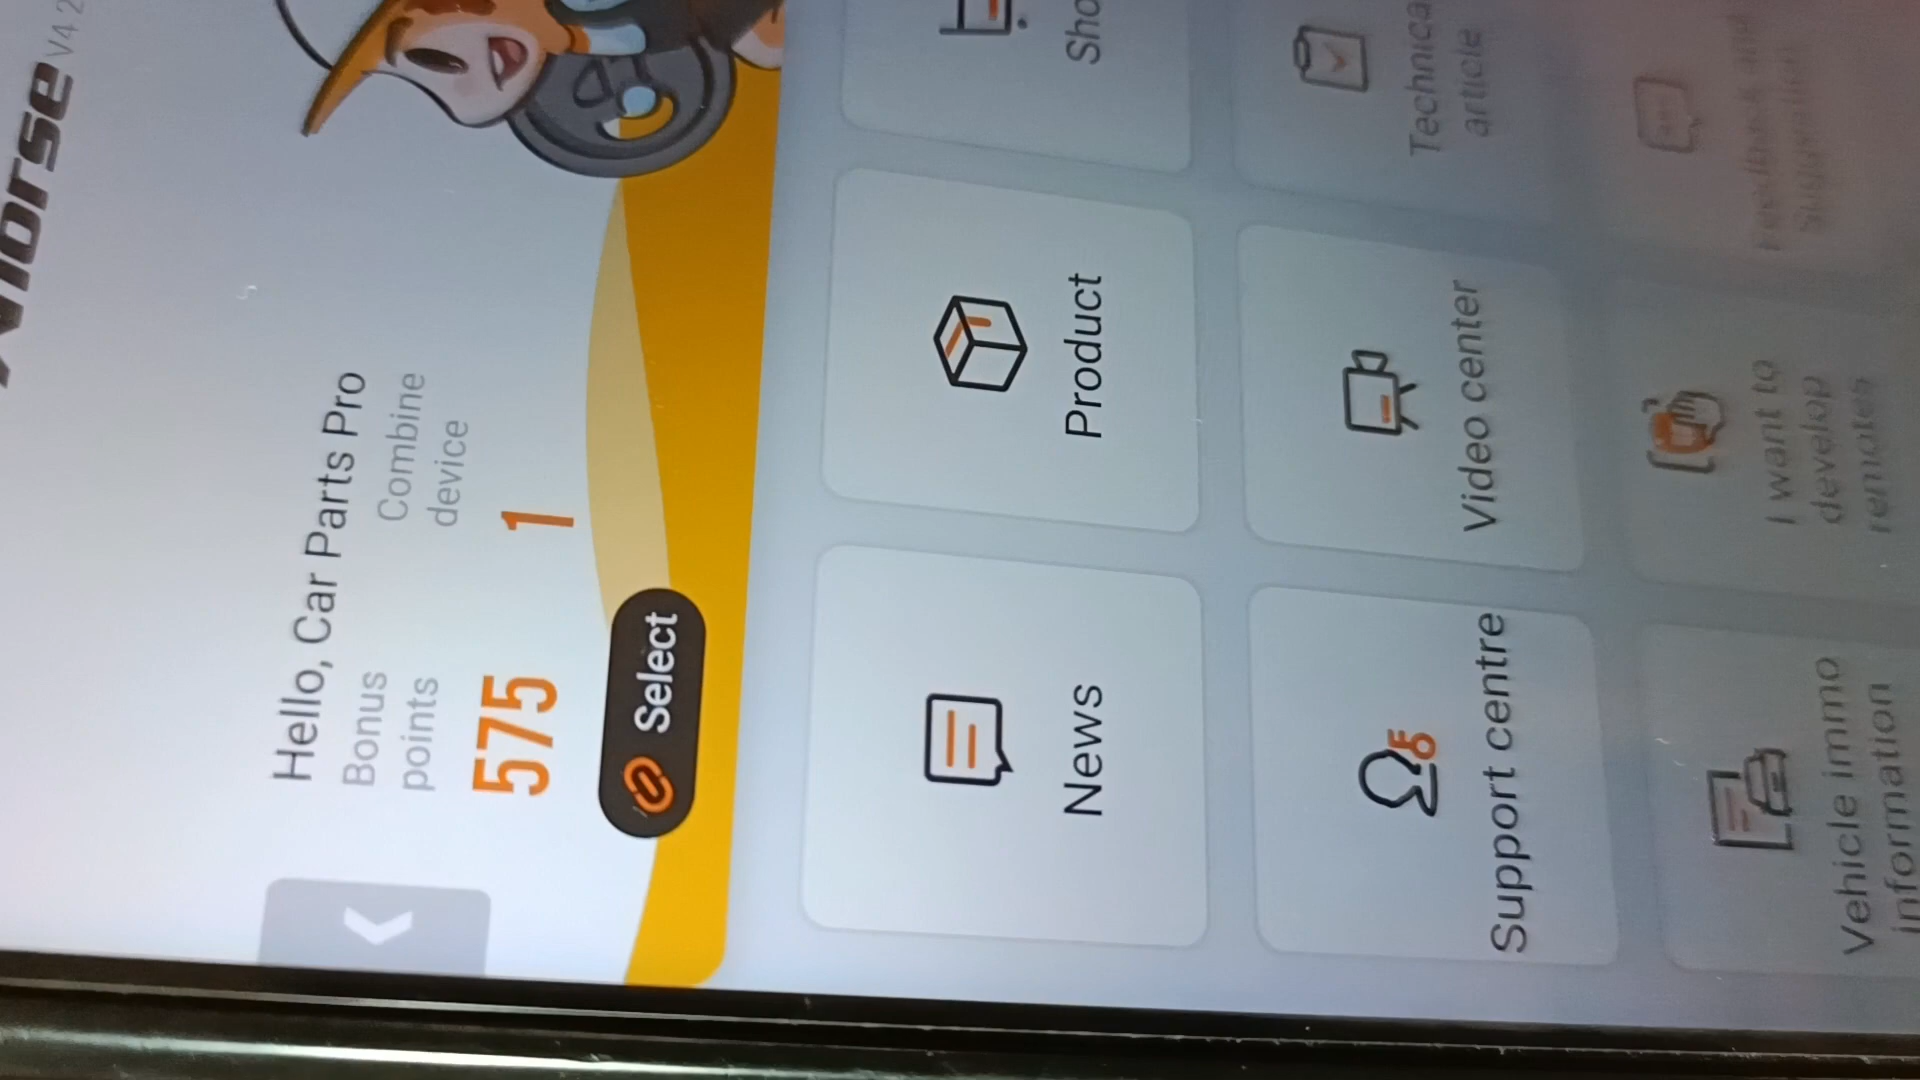 Hello, Car Parts Pro
Bonus
points
Combine
device
575
1
Select
News
Product
Sho
Support centre
Video center
Technica
article
Vehicle immo
information
I want to
develop
remotes